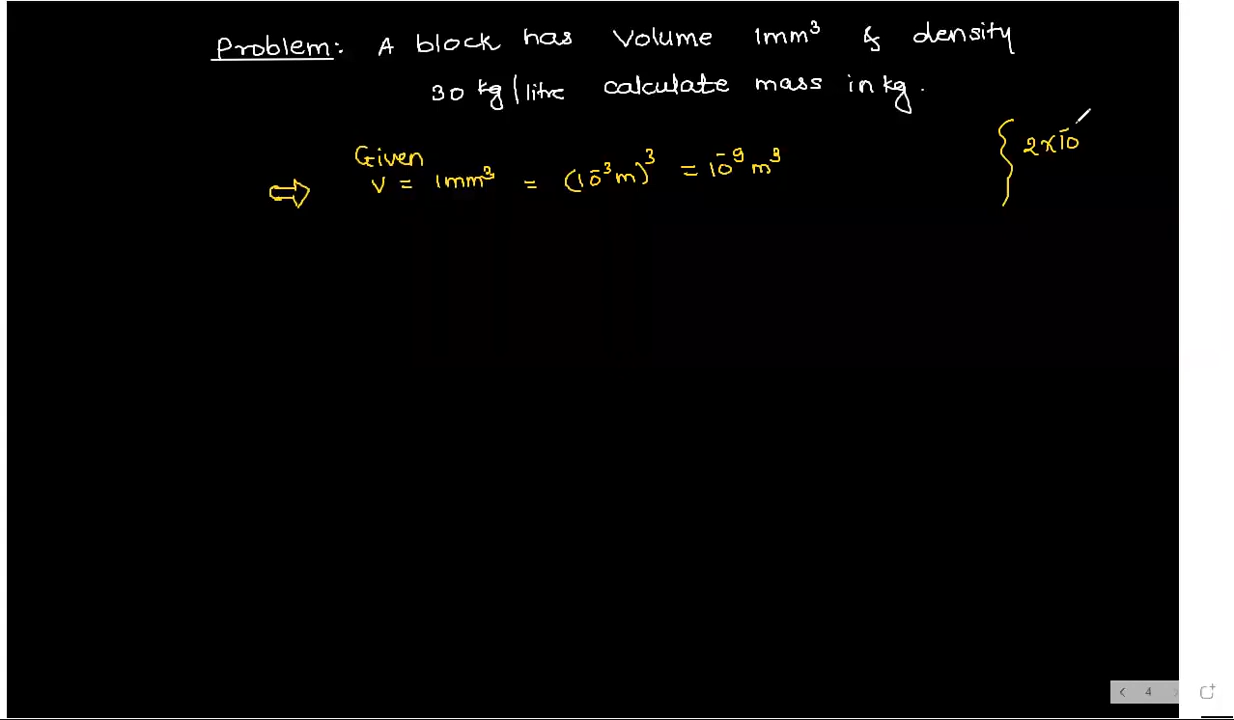 Problem: A block has Volume 1mm³ & density
30 kg/litre calculate mass in kg.
Given
V = 1mm³ = (10⁻³m)³ = 10⁻⁹ m³
{ 2×10⁻
4